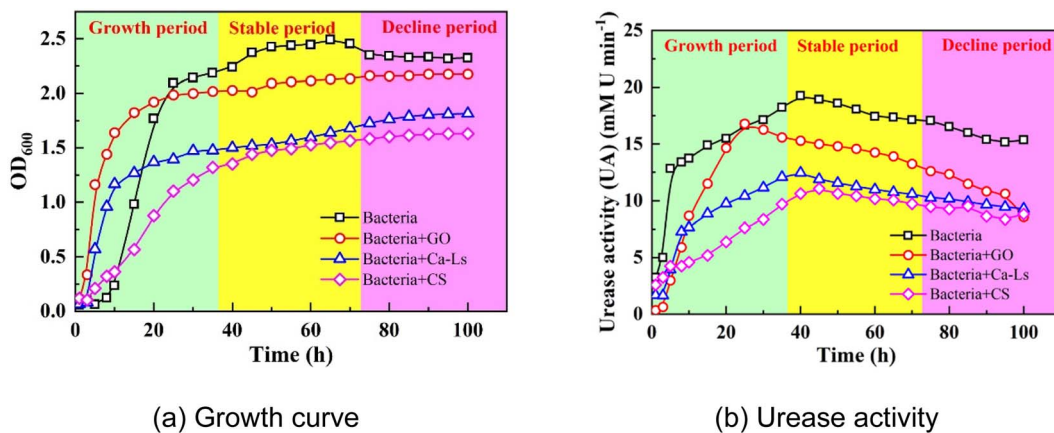 Growth period Stable period Decline period
2.5
2.0
1.5
1.0
0.5
0.0
OD600
Bacteria
Bacteria+GO
Bacteria+Ca-Ls
Bacteria+CS
0 20 40 60 80 100
Time (h)
(a) Growth curve
Growth period Stable period Decline period
25
20
15
10
5
0
Urease activity (UA) (mM U min-1)
Bacteria
Bacteria+GO
Bacteria+Ca-Ls
Bacteria+CS
0 20 40 60 80 100
Time (h)
(b) Urease activity